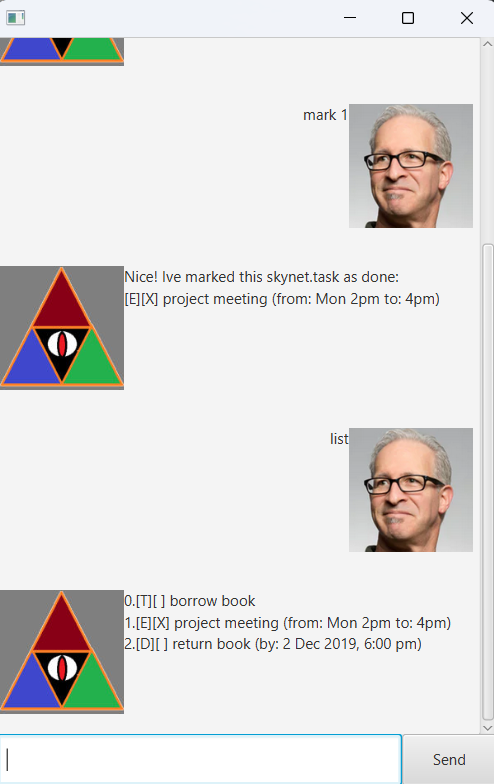 mark 1
Nice! Ive marked this skynet.task as done:
[E][X] project meeting (from: Mon 2pm to: 4pm)
list
0.[T][ ] borrow book
1.[E][X] project meeting (from: Mon 2pm to: 4pm)
2.[D][ ] return book (by: 2 Dec 2019, 6:00 pm)
Send